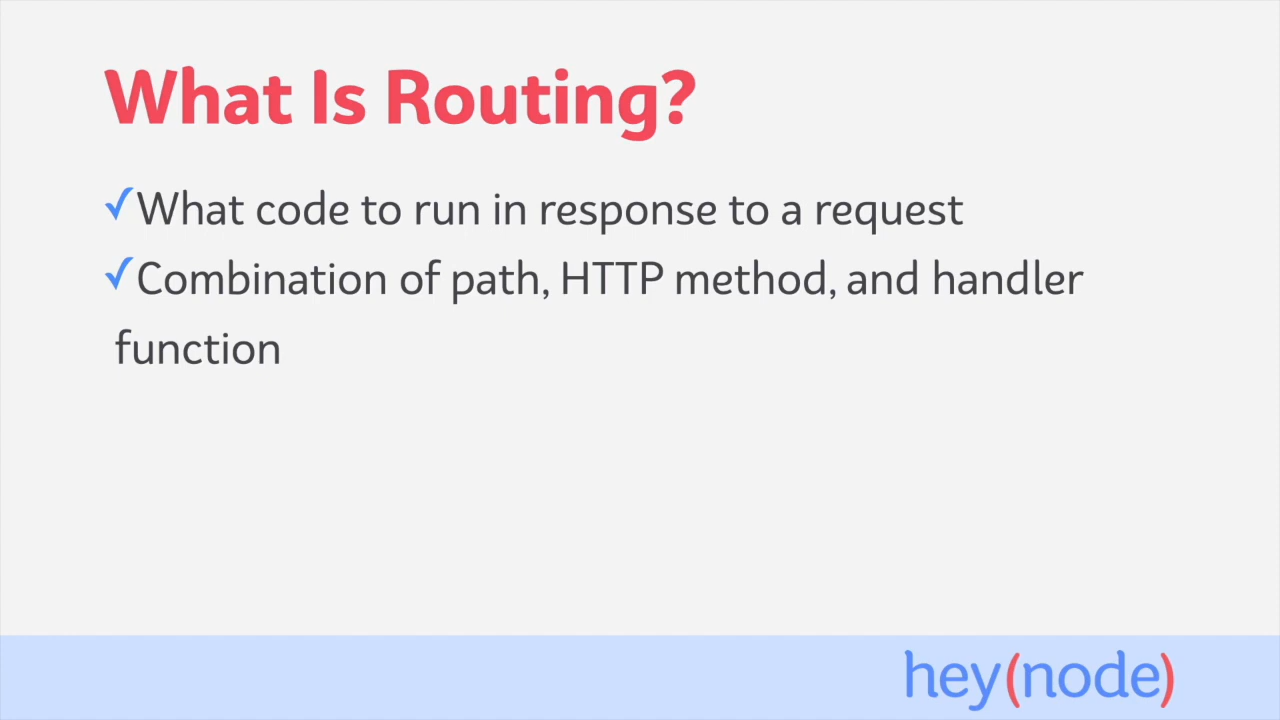 What Is Routing?
✓What code to run in response to a request
✓Combination of path, HTTP method, and handler
function
hey(node)